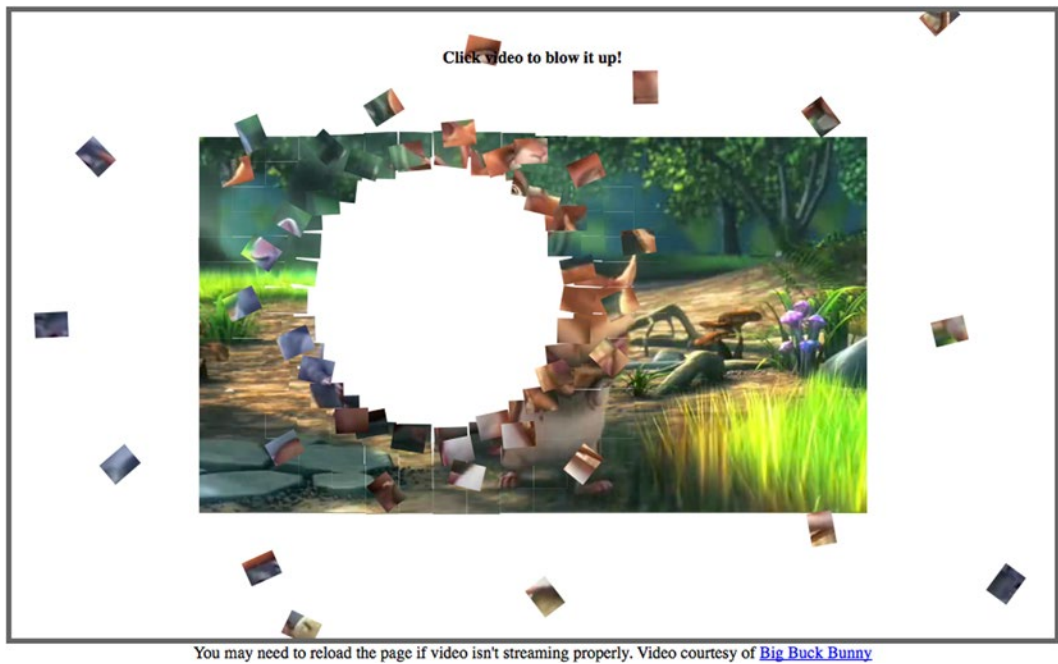 Click video to blow it up!
You may need to reload the page if video isn't streaming properly. Video courtesy of Big Buck Bunny